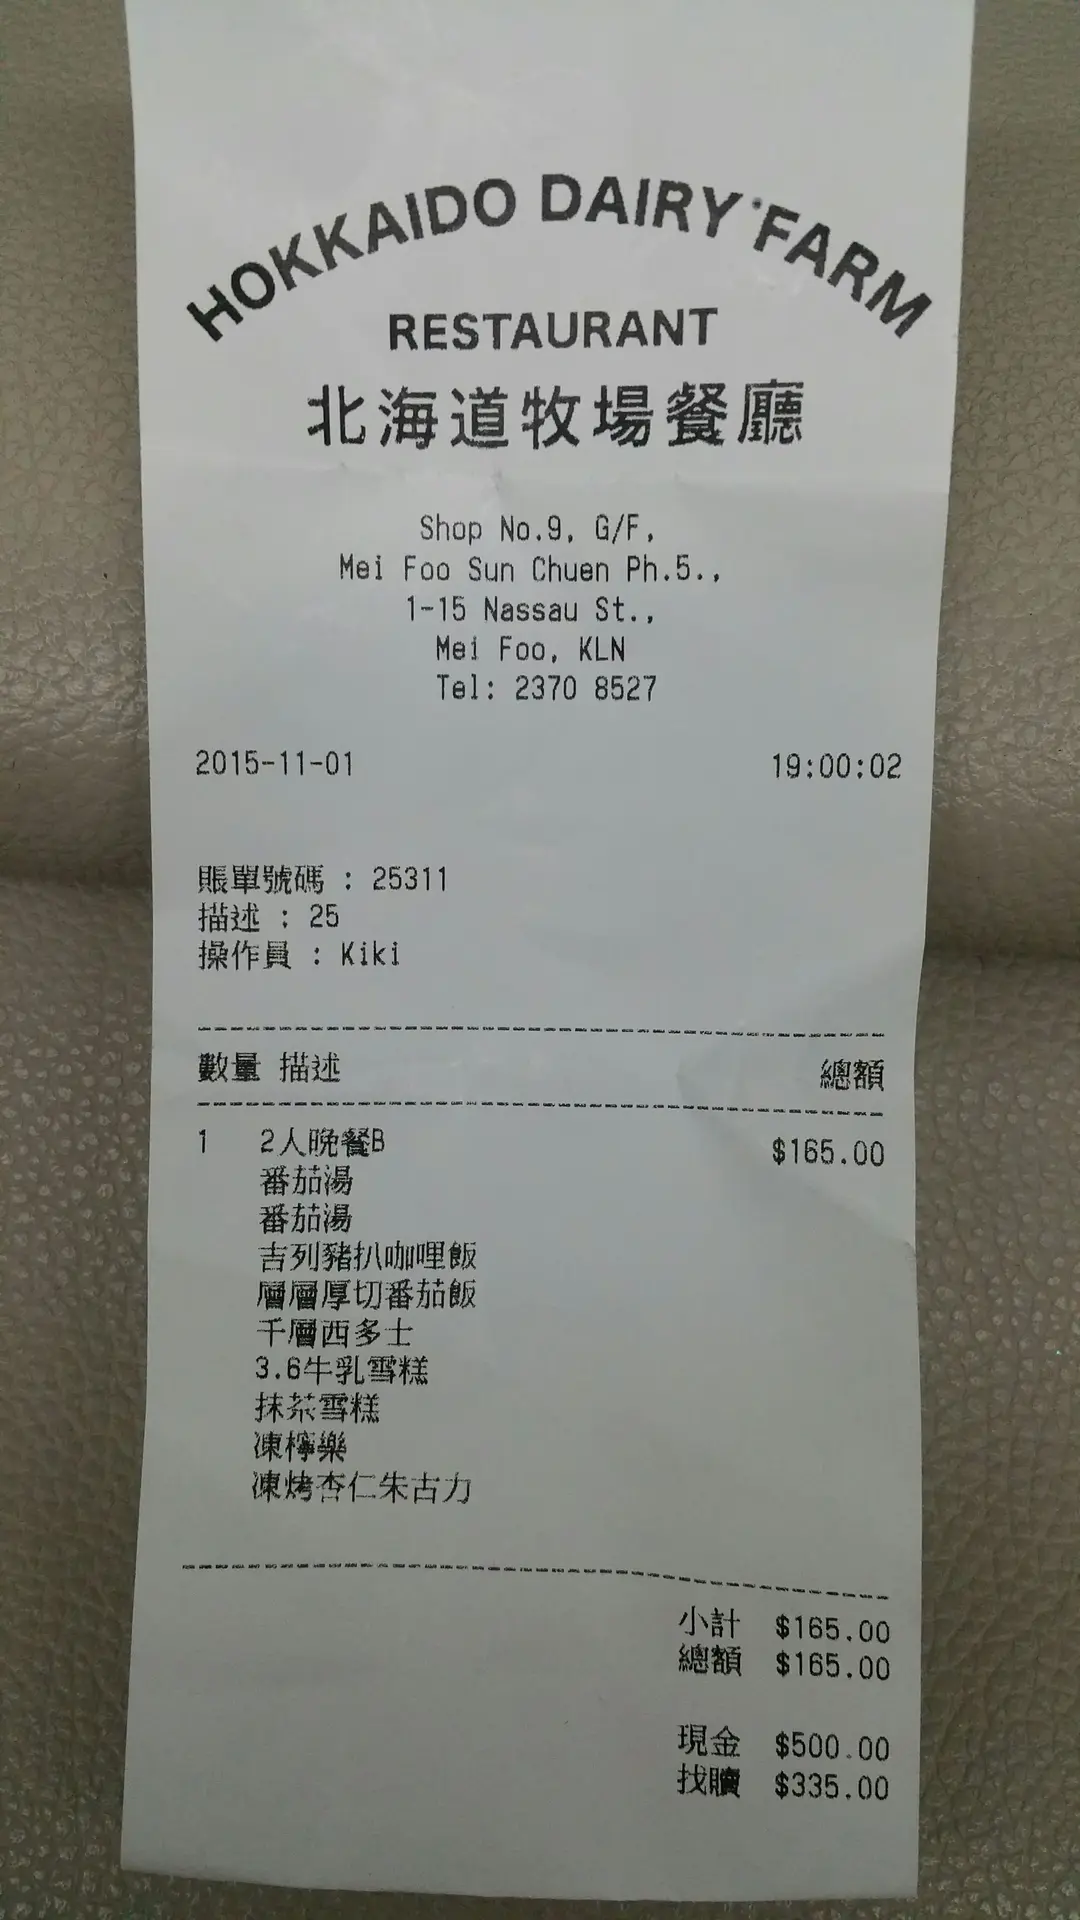 HOKKAIDO DAIRY FARM
RESTAURANT
北海道牧場餐廳
Shop No.9, G/F,
Mei Foo Sun Chuen Ph.5.,
1-15 Nassau St.,
Mei Foo, KLN
Tel: 2370 8527
2015-11-01 19:00:02
賬單號碼 : 25311
描述 : 25
操作員 : Kiki
數量 描述 總額
1 2人晚餐B $165.00
番茄湯
番茄湯
吉列豬扒咖哩飯
層層厚切番茄飯
千層西多士
3.6牛乳雪糕
抹茶雪糕
凍檸樂
凍烤杏仁朱古力
小計 $165.00
總額 $165.00
現金 $500.00
找贖 $335.00